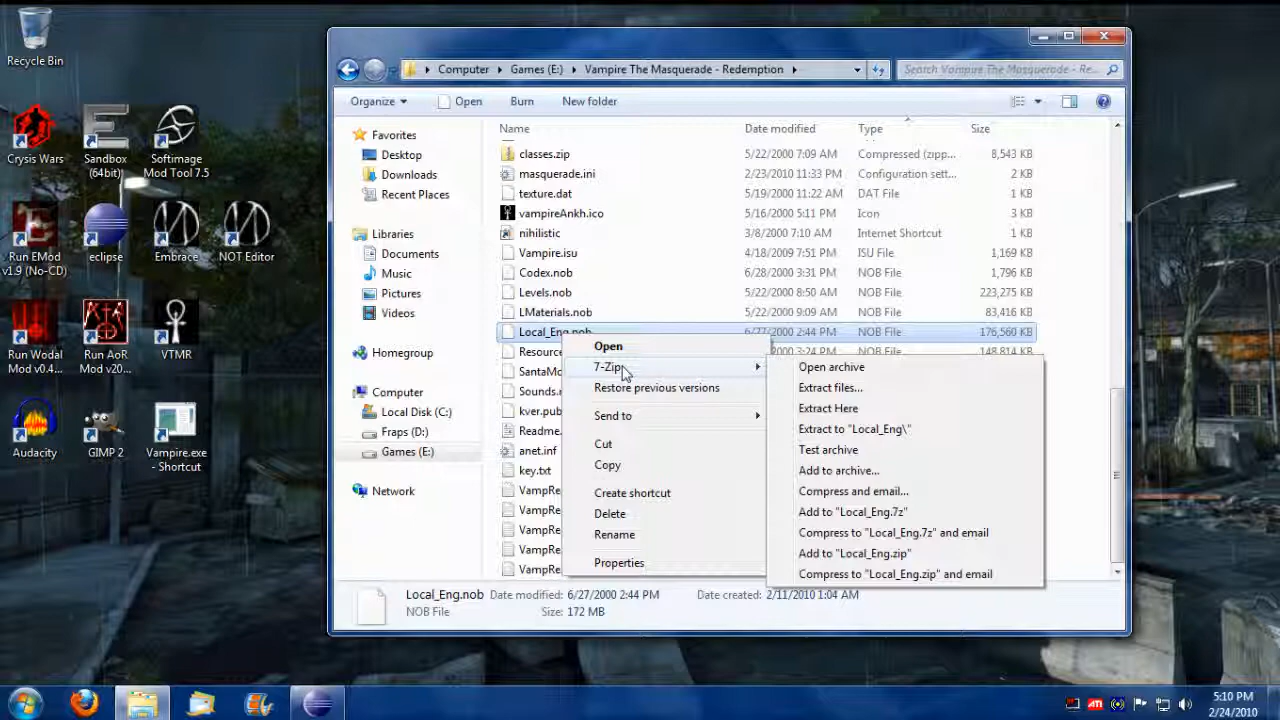 Recycle Bin
Crysis Wars
Sandbox
(64bit)
Softimage
Mod Tool 7.5
Run EMod
v1.9 (No-CD)
eclipse
Embrace
NOT Editor
Run Wodal
Mod v0.4...
Run AoR
Mod v20...
VTMR
Audacity
GIMP 2
Vampire.exe
- Shortcut
Computer
Games (E:)
Vampire The Masquerade - Redemption
Search Vampire The Masquerade - Re...
Organize
Open
Burn
New folder
Favorites
Desktop
Downloads
Recent Places
Libraries
Documents
Music
Pictures
Videos
Homegroup
Computer
Local Disk (C:)
Fraps (D:)
Games (E:)
Network
Name Date modified Type Size
classes.zip 5/22/2000 7:09 AM Compressed (zipp... 8,543 KB
masquerade.ini 2/23/2010 11:33 PM Configuration sett... 2 KB
texture.dat 5/19/2000 11:22 AM DAT File 1 KB
vampireAnkh.ico 5/16/2000 5:11 PM Icon 3 KB
nihilistic 3/8/2000 7:10 AM Internet Shortcut 1 KB
Vampire.isu 4/18/2009 7:51 PM ISU File 1,169 KB
Codex.nob 6/28/2000 3:31 PM NOB File 1,796 KB
Levels.nob 5/22/2000 8:50 AM NOB File 223,275 KB
LMaterials.nob 5/22/2000 9:09 AM NOB File 83,416 KB
Local_Eng.nob 6/27/2000 2:44 PM NOB File 176,560 KB
Resource 3:24 PM NOB File 148,814 KB
SantaMo
Sounds.n
kver.pub
Readme.
anet.inf
key.txt
VampRe
VampRe
VampRe
VampRe
VampRe
Open
7-Zip
Restore previous versions
Send to
Cut
Copy
Create shortcut
Delete
Rename
Properties
Open archive
Extract files...
Extract Here
Extract to "Local_Eng\"
Test archive
Add to archive...
Compress and email...
Add to "Local_Eng.7z"
Compress to "Local_Eng.7z" and email
Add to "Local_Eng.zip"
Compress to "Local_Eng.zip" and email
Local_Eng.nob Date modified: 6/27/2000 2:44 PM Date created: 2/11/2010 1:04 AM
NOB File Size: 172 MB
ATI
5:10 PM
2/24/2010